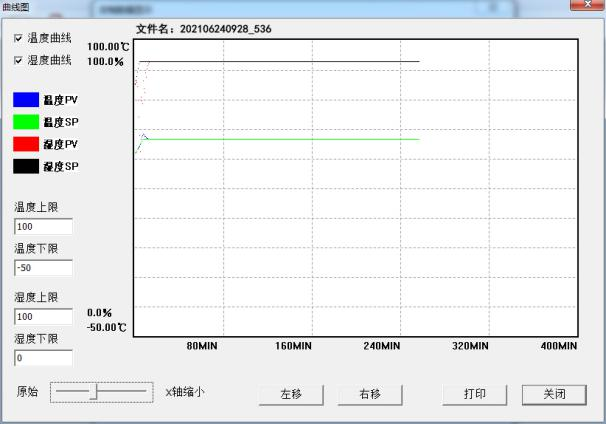 曲线图
文件名：202106240928_536
温度曲线
100.00℃
湿度曲线
100.0%
温度PV
温度SP
湿度PV
湿度SP
温度上限
100
温度下限
-50
湿度上限
100
0.0%
-50.00℃
湿度下限
0
80MIN 160MIN 240MIN 320MIN 400MIN
原始 X轴缩小 左移 右移 打印 关闭